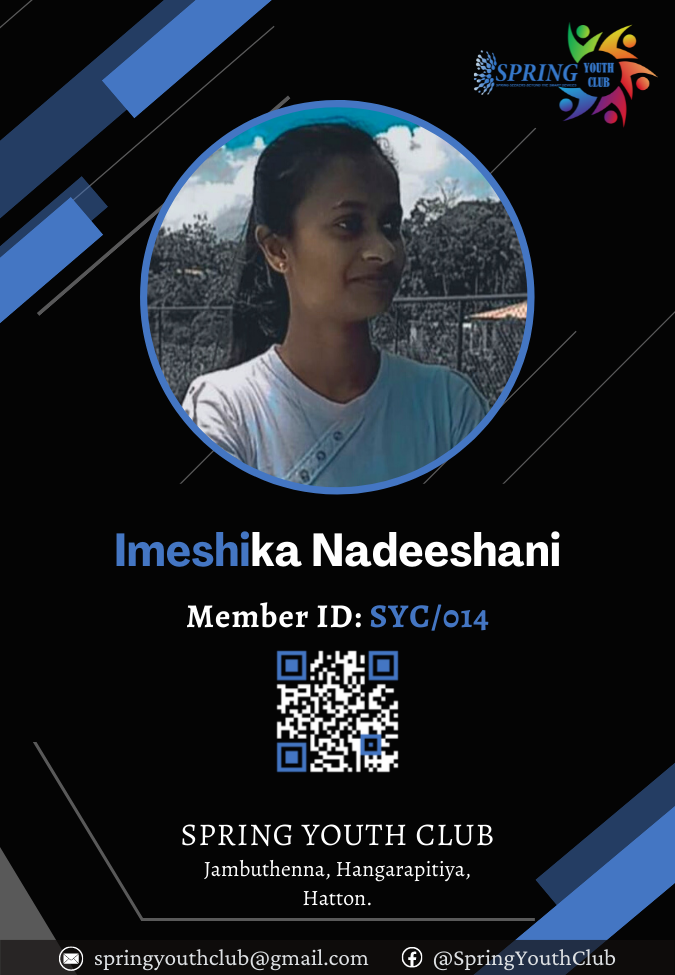 SPRING YOUTH
CLUB
Imeshika Nadeeshani
Member ID: SYC/014
SPRING YOUTH CLUB
Jambuthenna, Hangarapitiya,
Hatton.
springyouthclub@gmail.com @SpringYouthClub